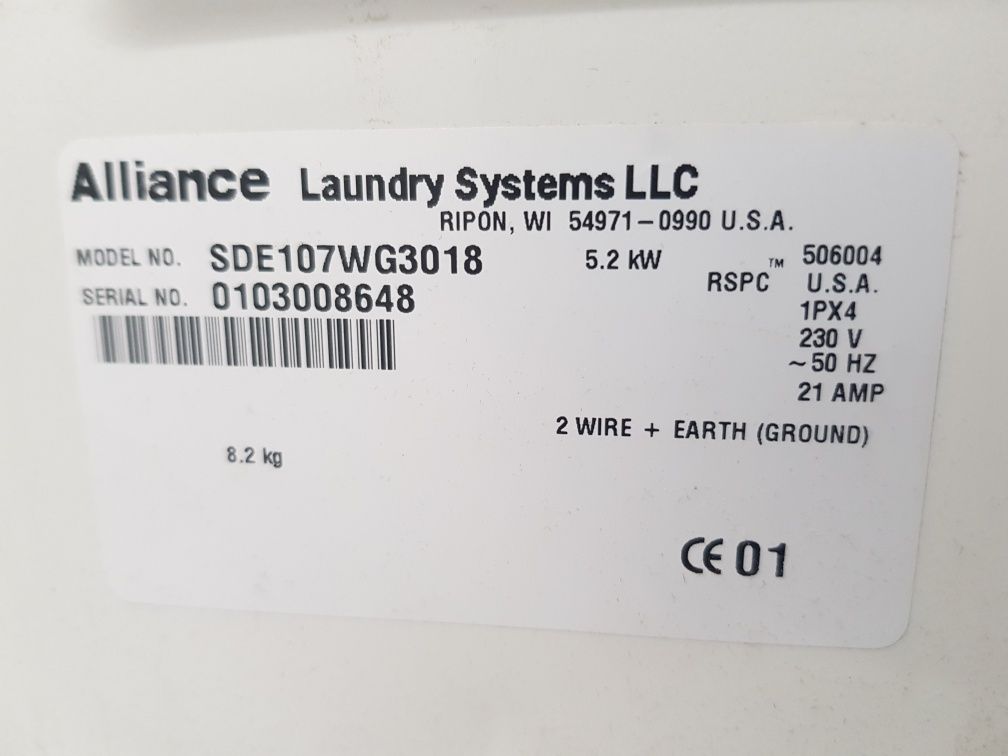 Alliance Laundry Systems LLC
RIPON, WI 54971-0990 U.S.A.
MODEL NO. SDE107WG3018 5.2 kW 506004
RSPC™ U.S.A.
SERIAL NO. 0103008648 1PX4
230 V
~50 HZ
21 AMP
2 WIRE + EARTH (GROUND)
8.2 kg
CE 01